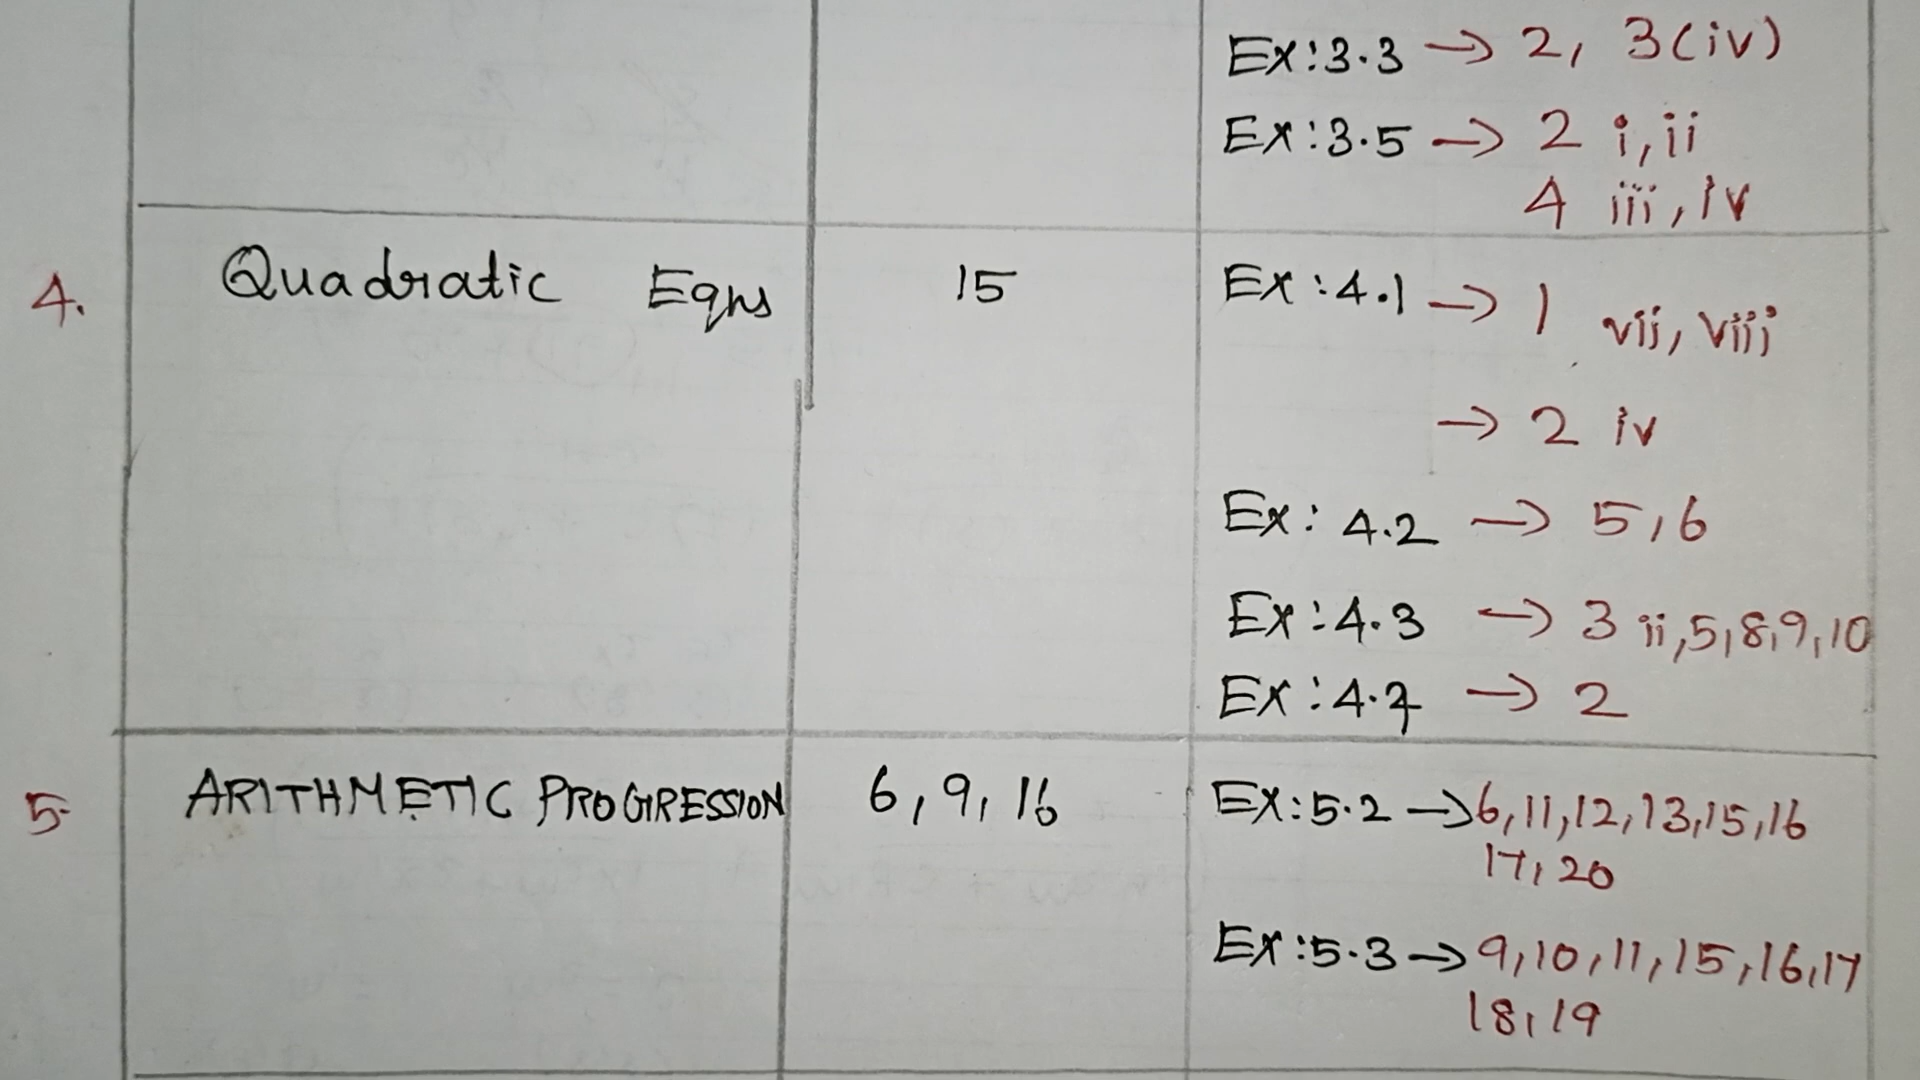 Ex:3.3 → 2, 3(iv)
Ex:3.5 → 2 i, ii
4 iii, iv
4. Quadratic Eqns 15 Ex:4.1 → 1 vii, viii
→ 2 iv
Ex: 4.2 → 5, 6
Ex:4.3 → 3 ii, 5, 8, 9, 10
Ex:4.4 → 2
5. ARITHMETIC PROGRESSION 6, 9, 16 Ex:5.2 → 6, 11, 12, 13, 15, 16
17, 20
Ex:5.3 → 9, 10, 11, 15, 16, 17
18, 19